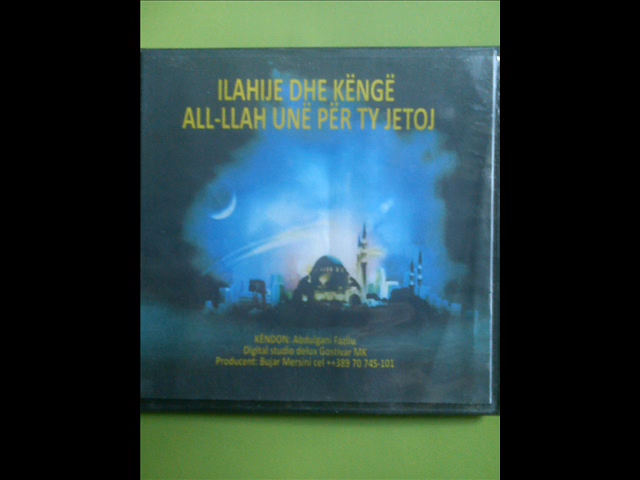 ILAHIJE DHE KËNGË
ALL-LLAH UNË PËR TY JETOJ
KËNDON: Abdulgani Fazliu
Digital studio delux Gostivar MK
Producent: Bujar Mersini cel ++389 70 745-101